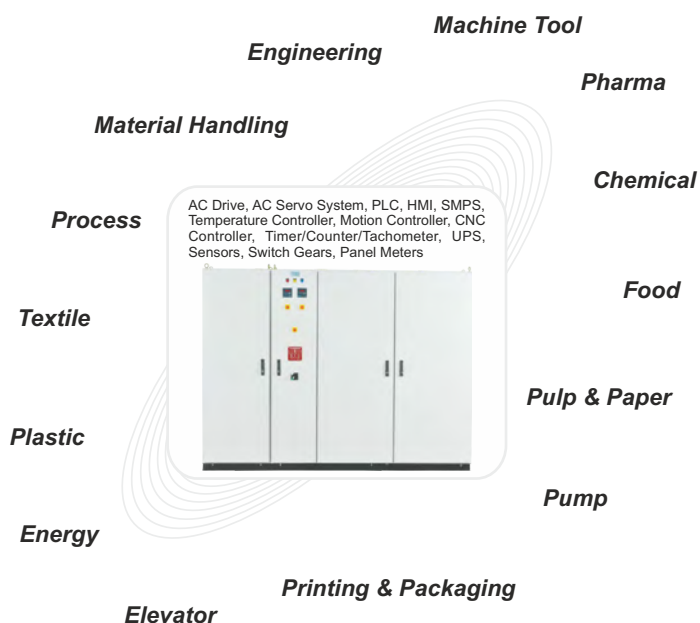 Machine Tool
Engineering
Pharma
Material Handling
Chemical
AC Drive, AC Servo System, PLC, HMI, SMPS,
Temperature Controller, Motion Controller, CNC
Controller, Timer/Counter/Tachometer, UPS,
Sensors, Switch Gears, Panel Meters
Process
Food
Textile
Pulp & Paper
Plastic
Pump
Energy
Printing & Packaging
Elevator